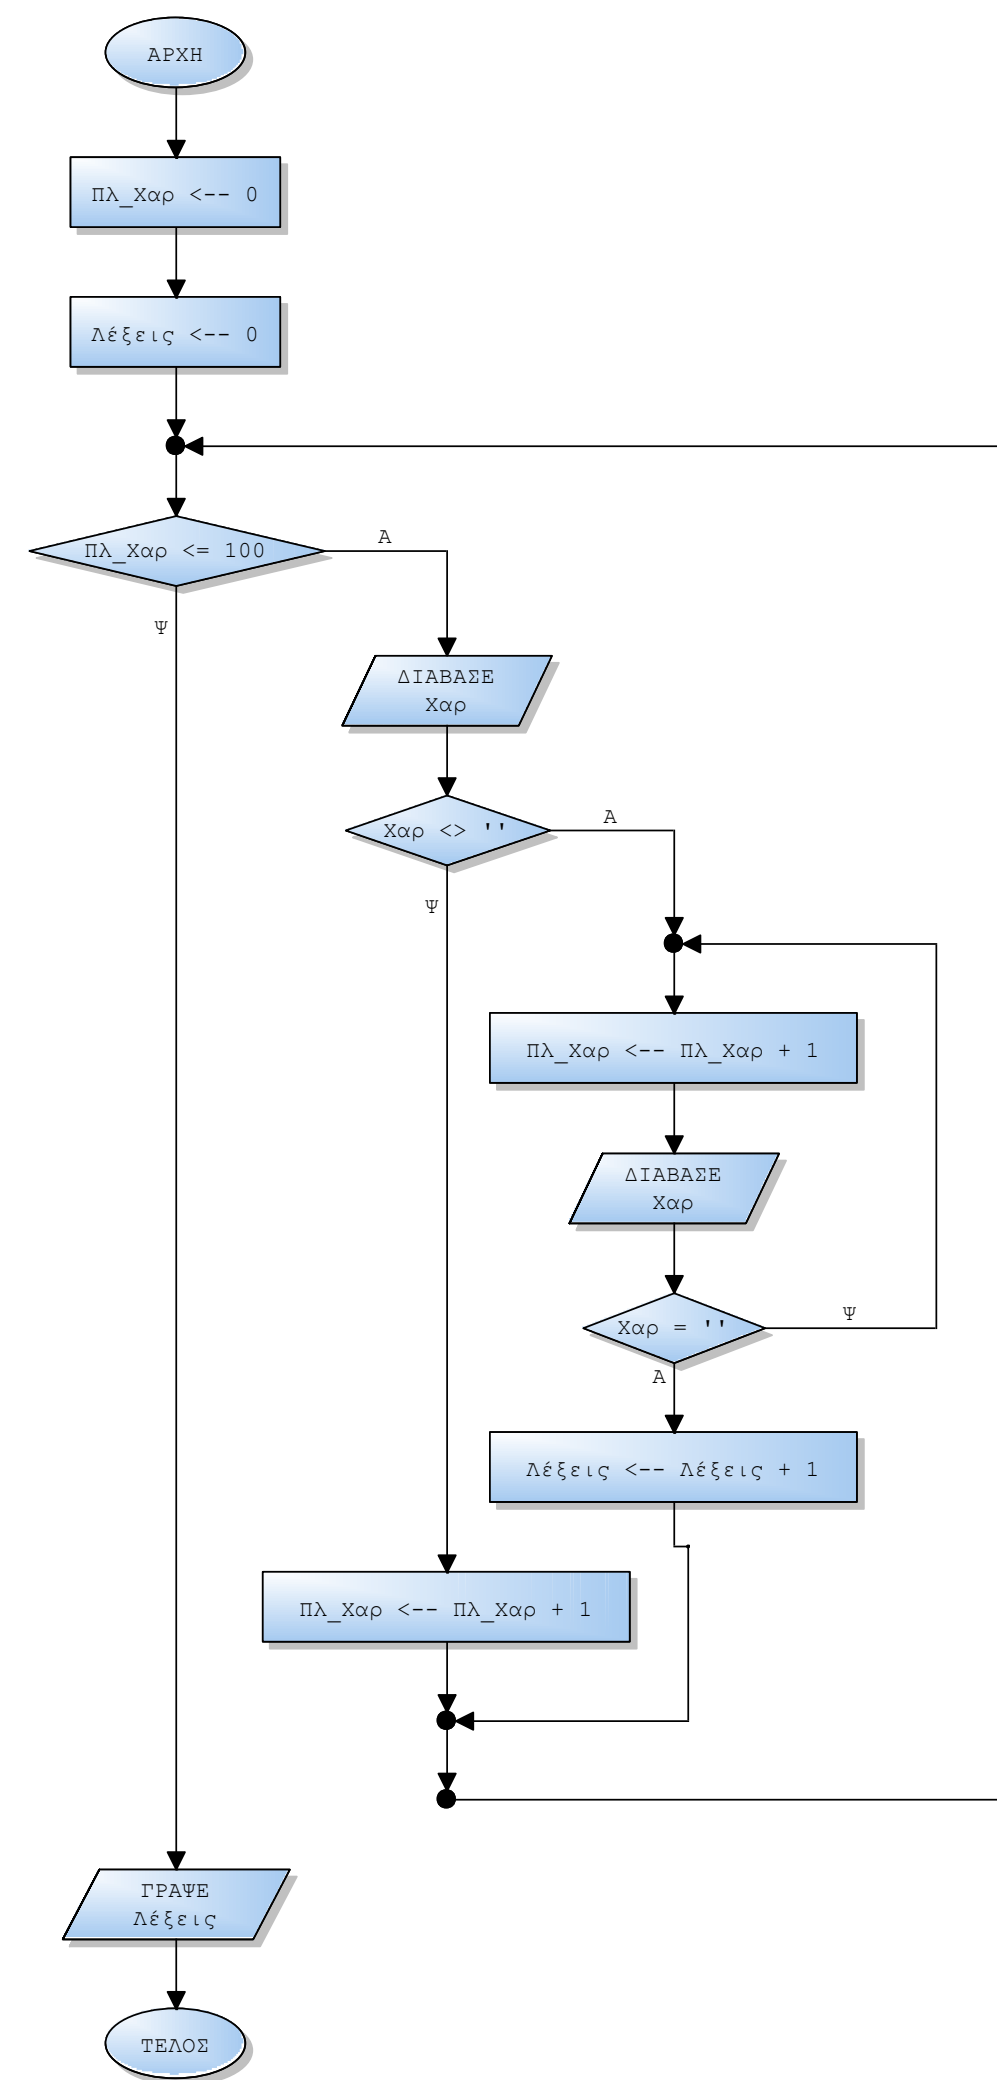 ΑΡΧΗ
Πλ_Χαρ <-- 0
Λέξεις <-- 0
Πλ_Χαρ <= 100
Α
Ψ
ΔΙΑΒΑΣΕ
Χαρ
Χαρ <> ''
Α
Ψ
Πλ_Χαρ <-- Πλ_Χαρ + 1
ΔΙΑΒΑΣΕ
Χαρ
Χαρ = ''
Ψ
Α
Λέξεις <-- Λέξεις + 1
Πλ_Χαρ <-- Πλ_Χαρ + 1
ΓΡΑΨΕ
Λέξεις
ΤΕΛΟΣ